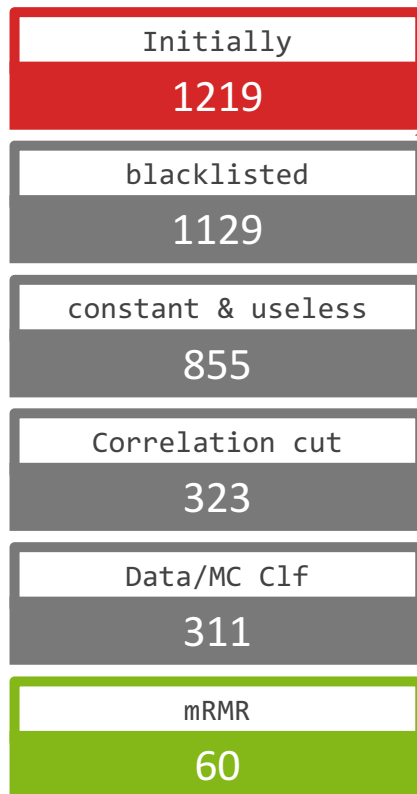 Initially
1219
blacklisted
1129
constant & useless
855
Correlation cut
323
Data/MC Clf
311
mRMR
60